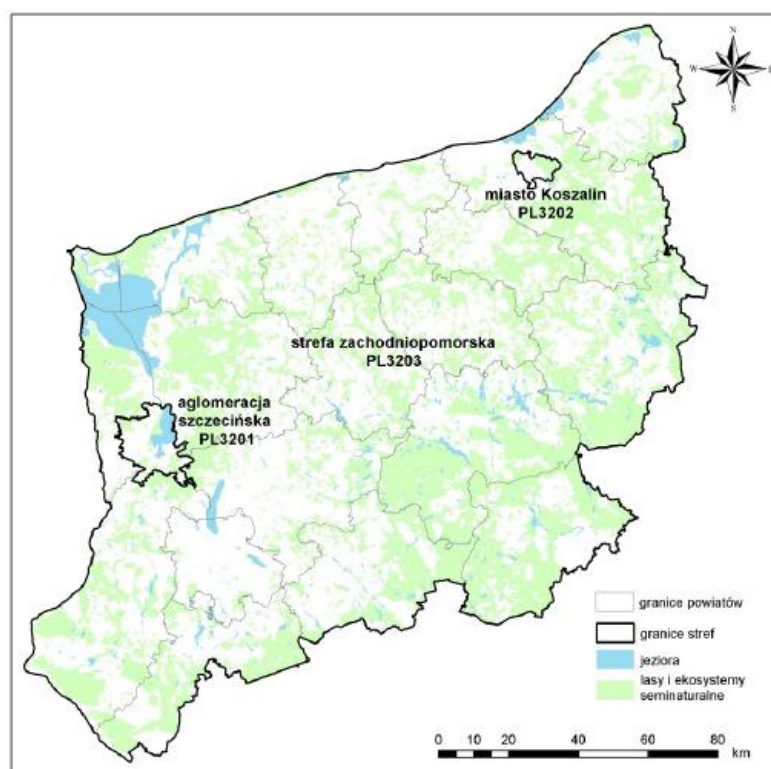 N
W E
S
miasto Koszalin
PL3202
strefa zachodniopomorska
PL3203
aglomeracja
szczecińska
PL3201
granice powiatów
granice stref
jeziora
lasy i ekosystemy
seminaturalne
0 10 20 40 60 80
km